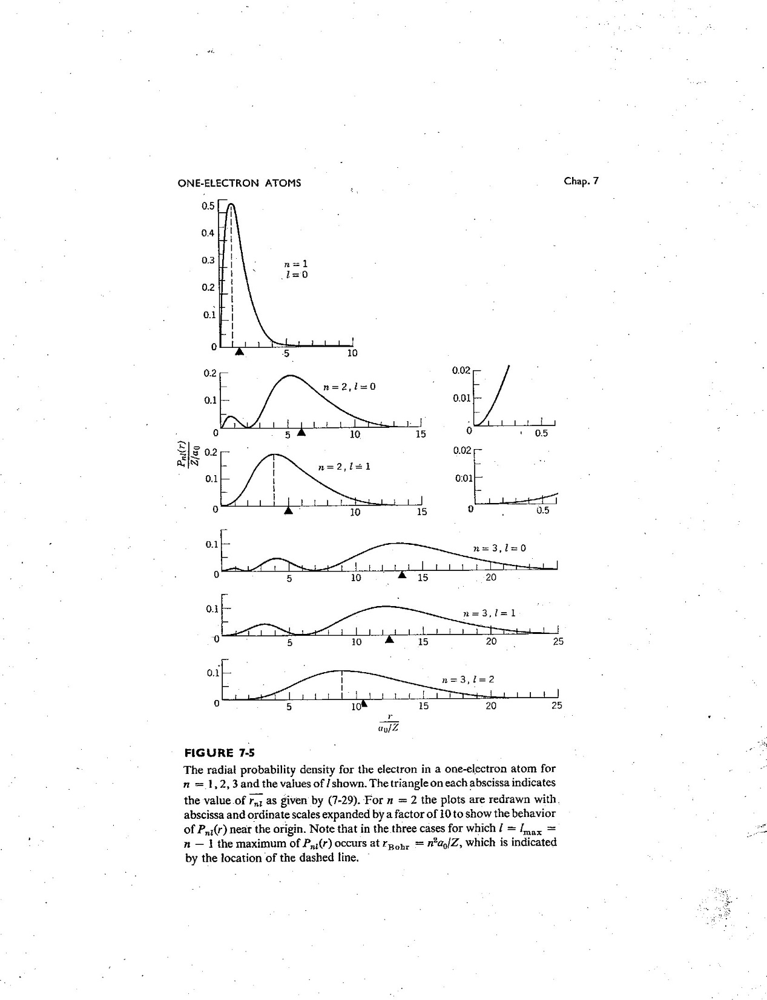 ONE-ELECTRON ATOMS
Chap. 7
0.5
0.4
0.3
0.2
0.1
0
5
10
n = 1
l = 0
0.2
0.1
0
5
10
15
n = 2, l = 0
0.02
0.01
0
0.5
P_nl(r)
Z/a₀
0.2
0.1
0
10
15
n = 2, l = 1
0.02
0.01
0
0.5
0.1
0
5
10
15
20
n = 3, l = 0
0.1
0
5
10
15
20
25
n = 3, l = 1
0.1
0
5
10
15
20
25
n = 3, l = 2
r
a₀/Z
FIGURE 7-5
The radial probability density for the electron in a one-electron atom for
n = 1, 2, 3 and the values of l shown. The triangle on each abscissa indicates
the value of r̅_nl as given by (7-29). For n = 2 the plots are redrawn with
abscissa and ordinate scales expanded by a factor of 10 to show the behavior
of P_nl(r) near the origin. Note that in the three cases for which l = l_max =
n − 1 the maximum of P_nl(r) occurs at r_Bohr = n²a₀/Z, which is indicated
by the location of the dashed line.